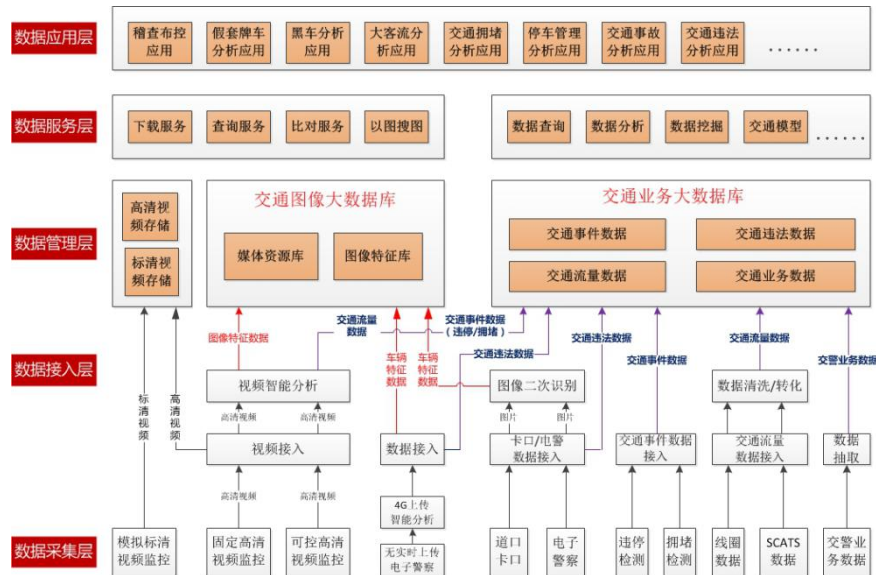 数据应用层
稽查布控
应用
假套牌车
分析应用
黑车分析
应用
大客流分
析应用
交通拥堵
分析应用
停车管理
分析应用
交通事故
分析应用
交通违法
分析应用
......
数据服务层
下载服务
查询服务
比对服务
以图搜图
数据查询
数据分析
数据挖掘
交通模型
......
数据管理层
高清视
频存储
标清视
频存储
交通图像大数据库
媒体资源库
图像特征库
交通业务大数据库
交通事件数据
交通违法数据
交通流量数据
交通业务数据
数据接入层
标清视频
高清视频
图像特征数据
交通流量
数据
交通事件数据
（违停/拥堵）
车辆
特征
数据
车辆
特征
数据
交通违法数据
交通违法数据
交通事件数据
交通流量数据
交警业务数据
视频智能分析
图像二次识别
数据清洗/转化
高清视频
高清视频
图片
图片
视频接入
数据接入
卡口/电警
数据接入
交通事件数据
接入
交通流量
数据接入
数据
抽取
高清视频
高清视频
4G上传
智能分析
数据采集层
模拟标清
视频监控
固定高清
视频监控
可控高清
视频监控
无实时上传
电子警察
道口
卡口
电子
警察
违停
检测
拥堵
检测
线圈
数据
SCATS
数据
交警业
务数据